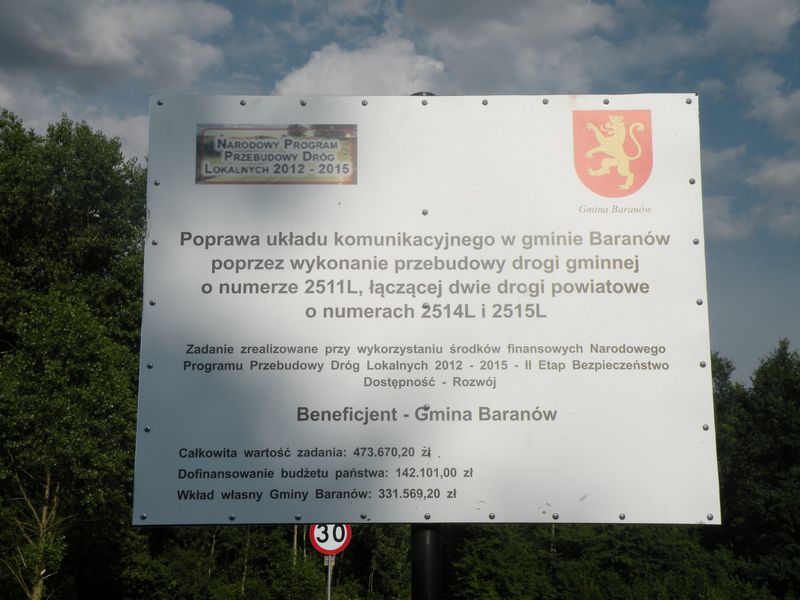 NARODOWY PROGRAM
PRZEBUDOWY DRÓG
LOKALNYCH 2012 - 2015
Gmina Baranów
Poprawa układu komunikacyjnego w gminie Baranów
poprzez wykonanie przebudowy drogi gminnej
o numerze 2511L, łączącej dwie drogi powiatowe
o numerach 2514L i 2515L
Zadanie zrealizowane przy wykorzystaniu środków finansowych Narodowego
Programu Przebudowy Dróg Lokalnych 2012 - 2015 - II Etap Bezpieczeństwo
Dostępność - Rozwój
Beneficjent - Gmina Baranów
Całkowita wartość zadania: 473.670,20 zł
Dofinansowanie budżetu państwa: 142.101,00 zł
Wkład własny Gminy Baranów: 331.569,20 zł
30